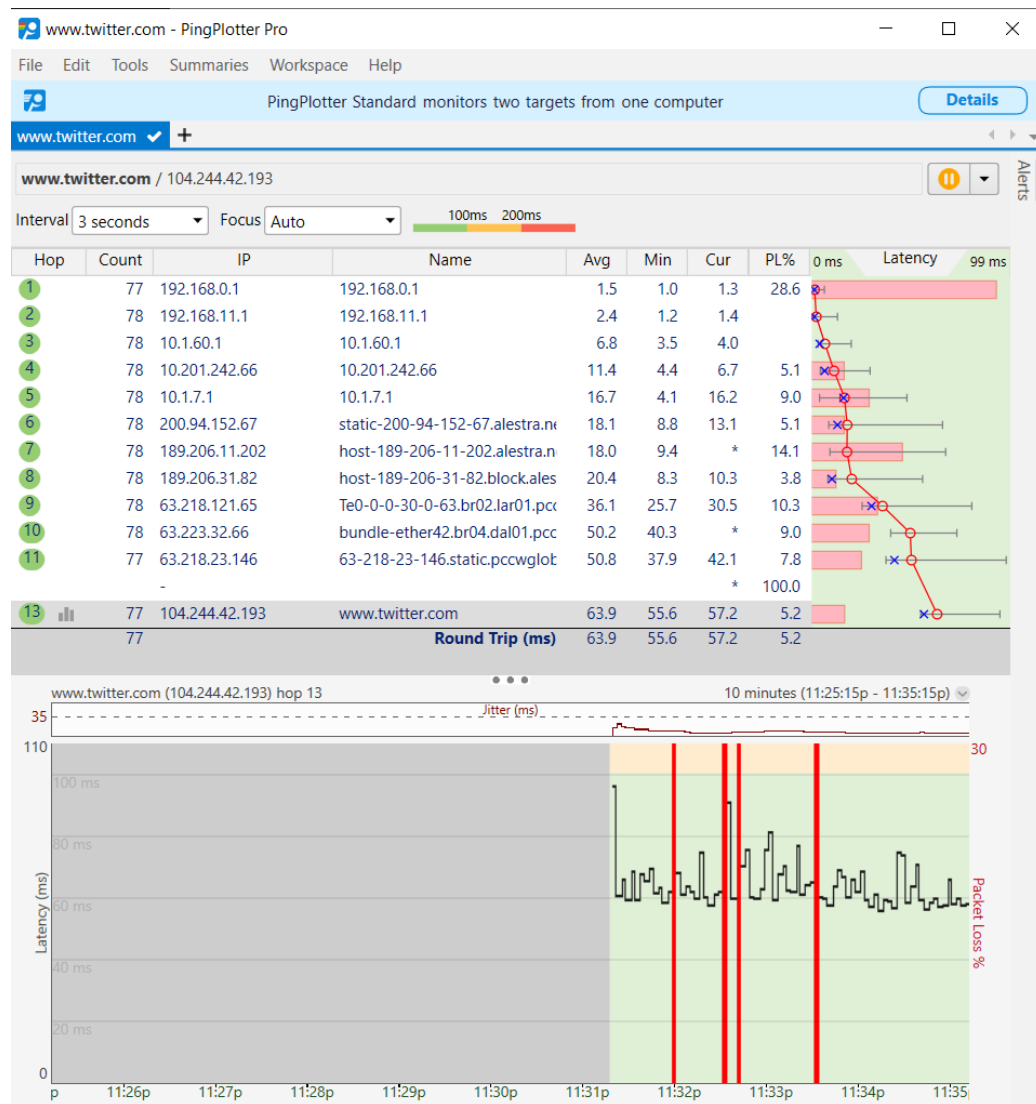 www.twitter.com - PingPlotter Pro
File Edit Tools Summaries Workspace Help
PingPlotter Standard monitors two targets from one computer Details
www.twitter.com
www.twitter.com / 104.244.42.193
Alerts
Interval 3 seconds Focus Auto 100ms 200ms
Hop Count IP Name Avg Min Cur PL% 0 ms Latency 99 ms
1 77 192.168.0.1 192.168.0.1 1.5 1.0 1.3 28.6
2 78 192.168.11.1 192.168.11.1 2.4 1.2 1.4
3 78 10.1.60.1 10.1.60.1 6.8 3.5 4.0
4 78 10.201.242.66 10.201.242.66 11.4 4.4 6.7 5.1
5 78 10.1.7.1 10.1.7.1 16.7 4.1 16.2 9.0
6 78 200.94.152.67 static-200-94-152-67.alestra.ne 18.1 8.8 13.1 5.1
7 78 189.206.11.202 host-189-206-11-202.alestra.n 18.0 9.4 * 14.1
8 78 189.206.31.82 host-189-206-31-82.block.ales 20.4 8.3 10.3 3.8
9 78 63.218.121.65 Te0-0-0-30-0-63.br02.lar01.pcc 36.1 25.7 30.5 10.3
10 78 63.223.32.66 bundle-ether42.br04.dal01.pcc 50.2 40.3 * 9.0
11 77 63.218.23.146 63-218-23-146.static.pccwglob 50.8 37.9 42.1 7.8
- * 100.0
13 77 104.244.42.193 www.twitter.com 63.9 55.6 57.2 5.2
77 Round Trip (ms) 63.9 55.6 57.2 5.2
www.twitter.com (104.244.42.193) hop 13 10 minutes (11:25:15p - 11:35:15p)
35 Jitter (ms)
110 30
100 ms
80 ms
60 ms
40 ms
20 ms
0
Latency (ms)
Packet Loss %
p 11:26p 11:27p 11:28p 11:29p 11:30p 11:31p 11:32p 11:33p 11:34p 11:35